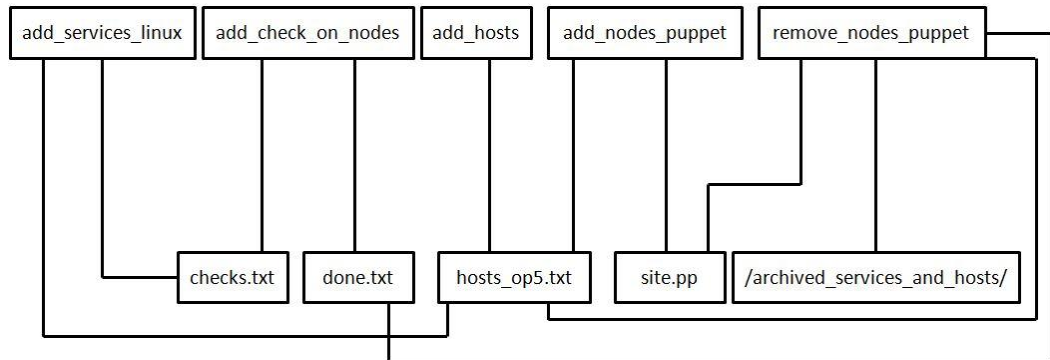 add_services_linux
add_check_on_nodes
add_hosts
add_nodes_puppet
remove_nodes_puppet
checks.txt
done.txt
hosts_op5.txt
site.pp
/archived_services_and_hosts/